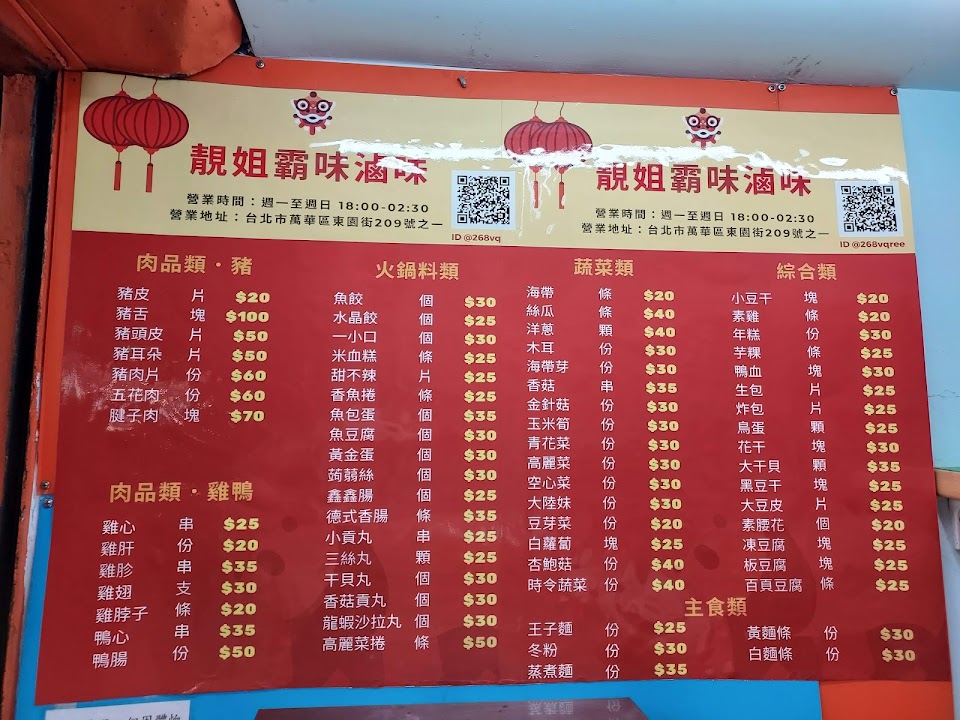 靚姐霸味滷味
營業時間：週一至週日 18:00-02:30
營業地址：台北市萬華區東園街209號之一
ID @268vq
靚姐霸味滷味
營業時間：週一至週日 18:00-02:30
營業地址：台北市萬華區東園街209號之一
ID @268vqree
肉品類・豬
豬皮 片 $20
豬舌 塊 $100
豬頭皮 片 $50
豬耳朵 片 $50
豬肉片 份 $60
五花肉 份 $60
腱子肉 塊 $70
肉品類・雞鴨
雞心 串 $25
雞肝 份 $20
雞胗 串 $35
雞翅 支 $30
雞脖子 條 $20
鴨心 串 $35
鴨腸 份 $50
火鍋料類
魚餃 個 $30
水晶餃 個 $25
一小口 個 $30
米血糕 條 $25
甜不辣 片 $25
香魚捲 條 $25
魚包蛋 個 $35
魚豆腐 個 $30
黃金蛋 個 $30
蒟蒻絲 個 $30
鑫鑫腸 個 $25
德式香腸 條 $35
小貢丸 串 $25
三絲丸 顆 $25
干貝丸 個 $30
香菇貢丸 個 $30
龍蝦沙拉丸 個 $30
高麗菜捲 條 $50
蔬菜類
海帶 條 $20
絲瓜 條 $40
洋蔥 顆 $40
木耳 份 $30
海帶芽 份 $30
香菇 串 $35
金針菇 份 $30
玉米筍 份 $30
青花菜 份 $30
高麗菜 份 $30
空心菜 份 $30
大陸妹 份 $30
豆芽菜 份 $20
白蘿蔔 塊 $25
杏鮑菇 份 $40
時令蔬菜 份 $40
綜合類
小豆干 塊 $20
素雞 條 $20
年糕 份 $30
芋粿 條 $25
鴨血 塊 $30
生包 片 $25
炸包 片 $25
鳥蛋 顆 $25
花干 塊 $30
大干貝 顆 $35
黑豆干 塊 $25
大豆皮 片 $25
素腰花 個 $20
凍豆腐 塊 $25
板豆腐 塊 $25
百頁豆腐 條 $25
主食類
王子麵 份 $25
冬粉 份 $30
蒸煮麵 份 $35
黃麵條 份 $30
白麵條 份 $30